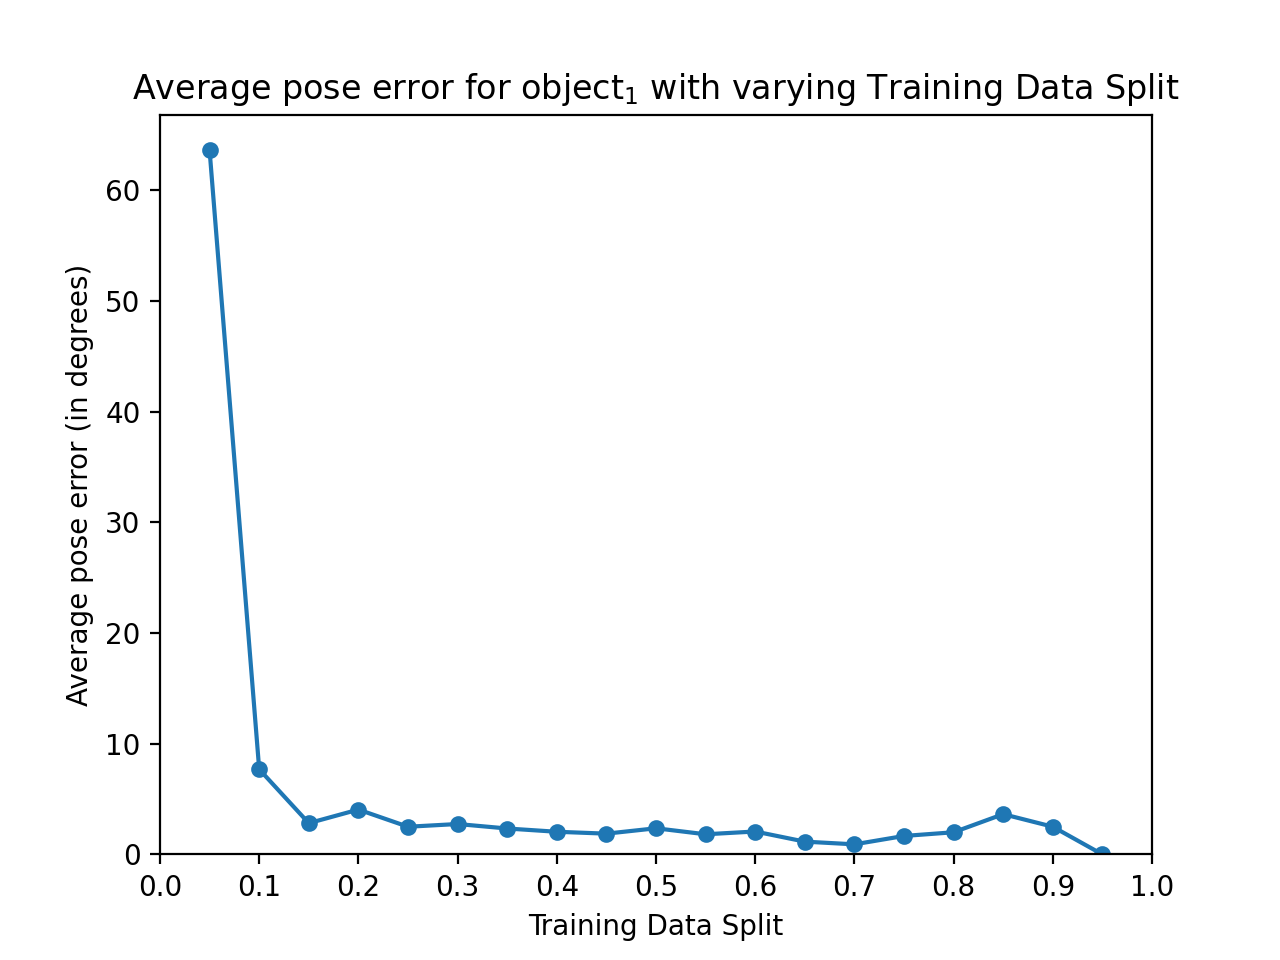 Average pose error for object₁ with varying Training Data Split
Average pose error (in degrees)
60
50
40
30
20
10
0
0.0 0.1 0.2 0.3 0.4 0.5 0.6 0.7 0.8 0.9 1.0
Training Data Split